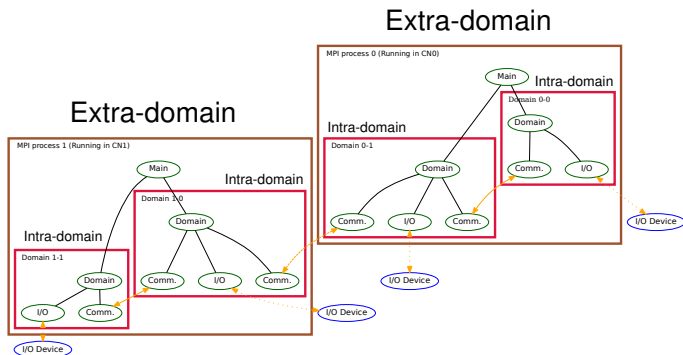 Extra-domain
MPI process 0 (Running in CN0)
Main
Intra-domain
Domain 0-0
Domain
Comm.
I/O
Intra-domain
Domain 0-1
Domain
Comm.
I/O
Comm.
I/O Device
I/O Device
Extra-domain
MPI process 1 (Running in CN1)
Main
Intra-domain
Domain 1-0
Domain
Comm.
I/O
Comm.
Intra-domain
Domain 1-1
Domain
I/O
Comm.
I/O Device
I/O Device